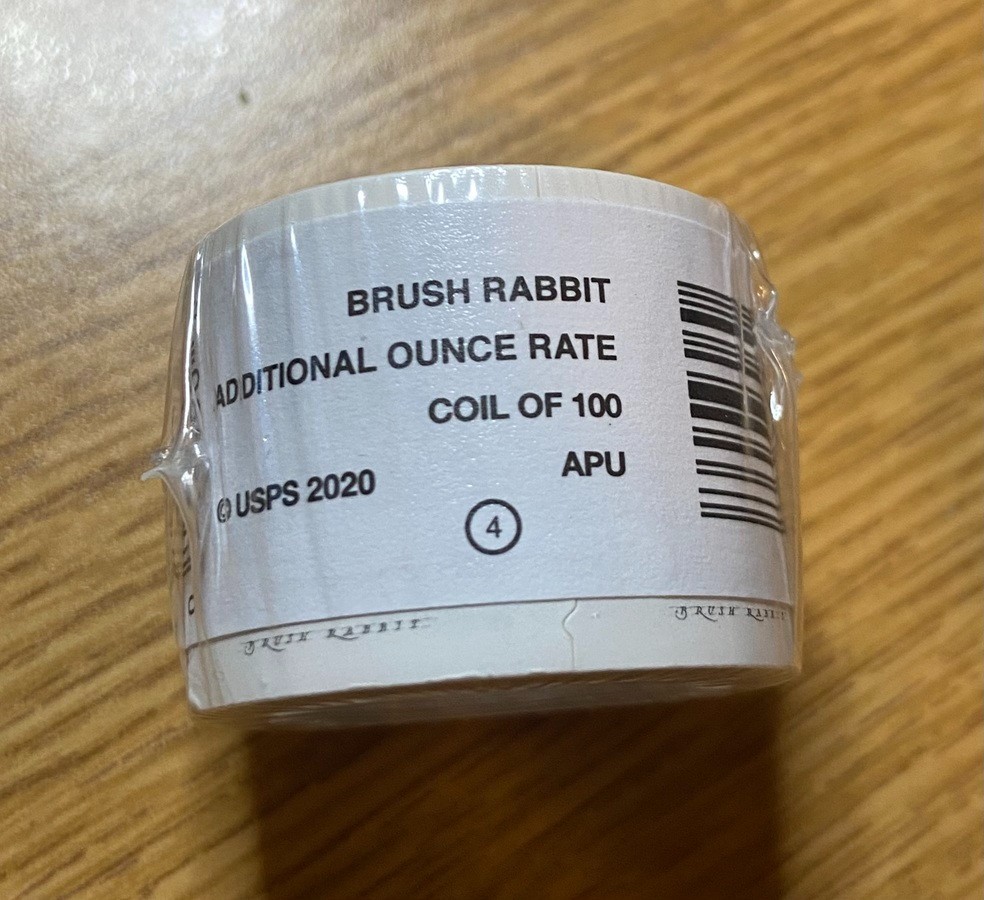 BRUSH RABBIT
ADDITIONAL OUNCE RATE
COIL OF 100
APU
© USPS 2020
4
BRUSH RABBIT
BRUSH RABBIT